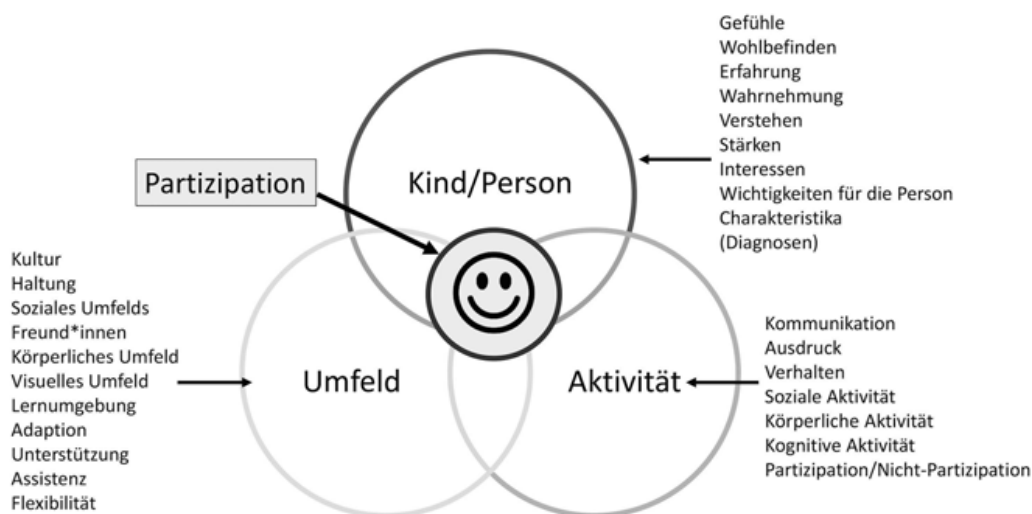 Gefühle
Wohlbefinden
Erfahrung
Wahrnehmung
Verstehen
Stärken
Interessen
Wichtigkeiten für die Person
Charakteristika
(Diagnosen)
Partizipation
Kind/Person
Kultur
Haltung
Soziales Umfelds
Freund*innen
Körperliches Umfeld
Visuelles Umfeld
Lernumgebung
Adaption
Unterstützung
Assistenz
Flexibilität
Umfeld
Aktivität
Kommunikation
Ausdruck
Verhalten
Soziale Aktivität
Körperliche Aktivität
Kognitive Aktivität
Partizipation/Nicht-Partizipation